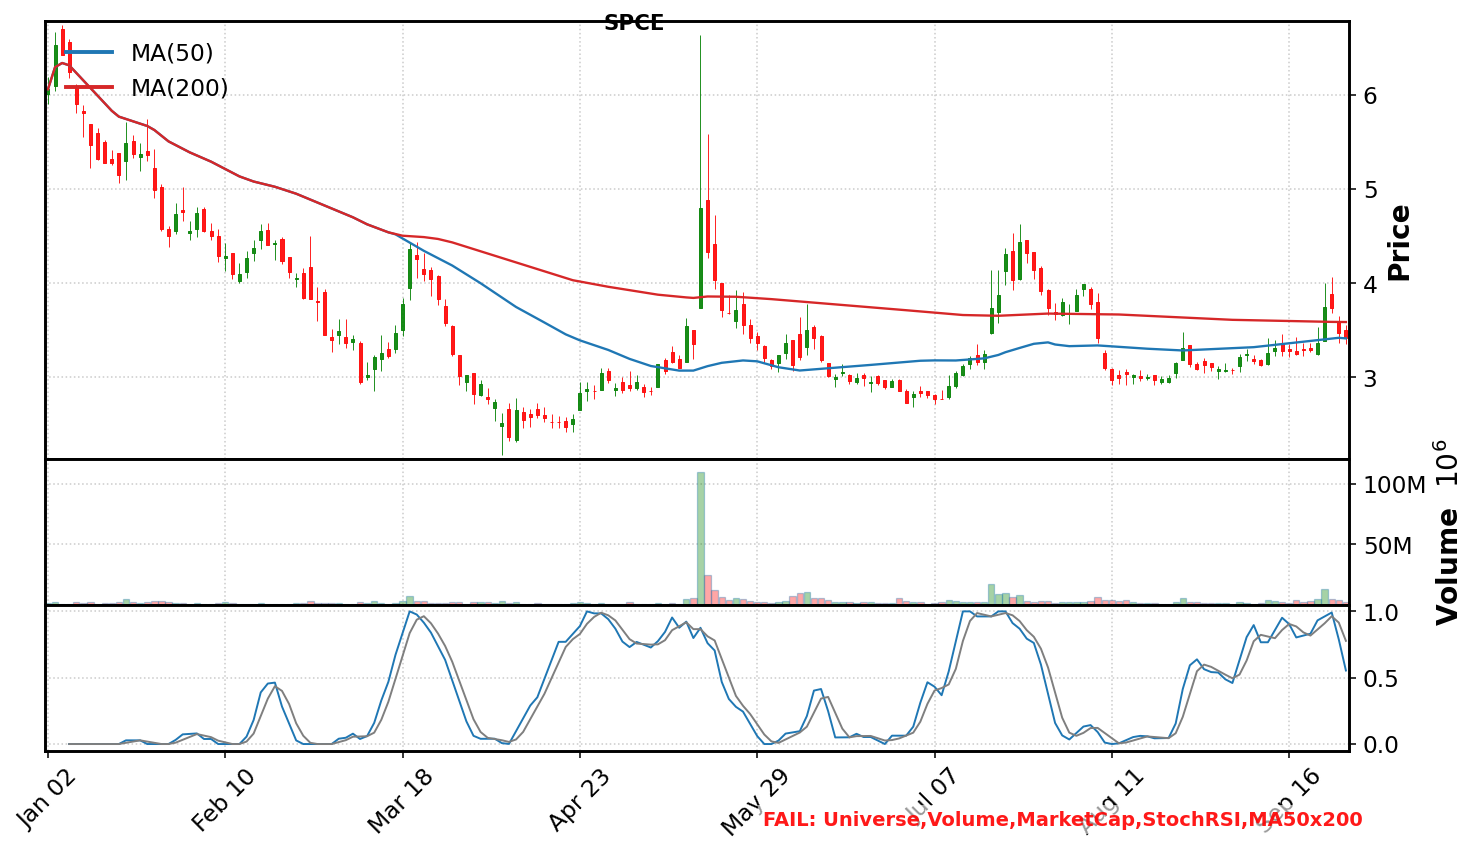 SPCE
MA(50)
MA(200)
6
5
4
3
Price
100M
50M
Volume 10^6
1.0
0.5
0.0
Jan 02
Feb 10
Mar 18
Apr 23
May 29
Jul 07
Aug 11
Sep 16
FAIL: Universe,Volume,MarketCap,StochRSI,MA50x200